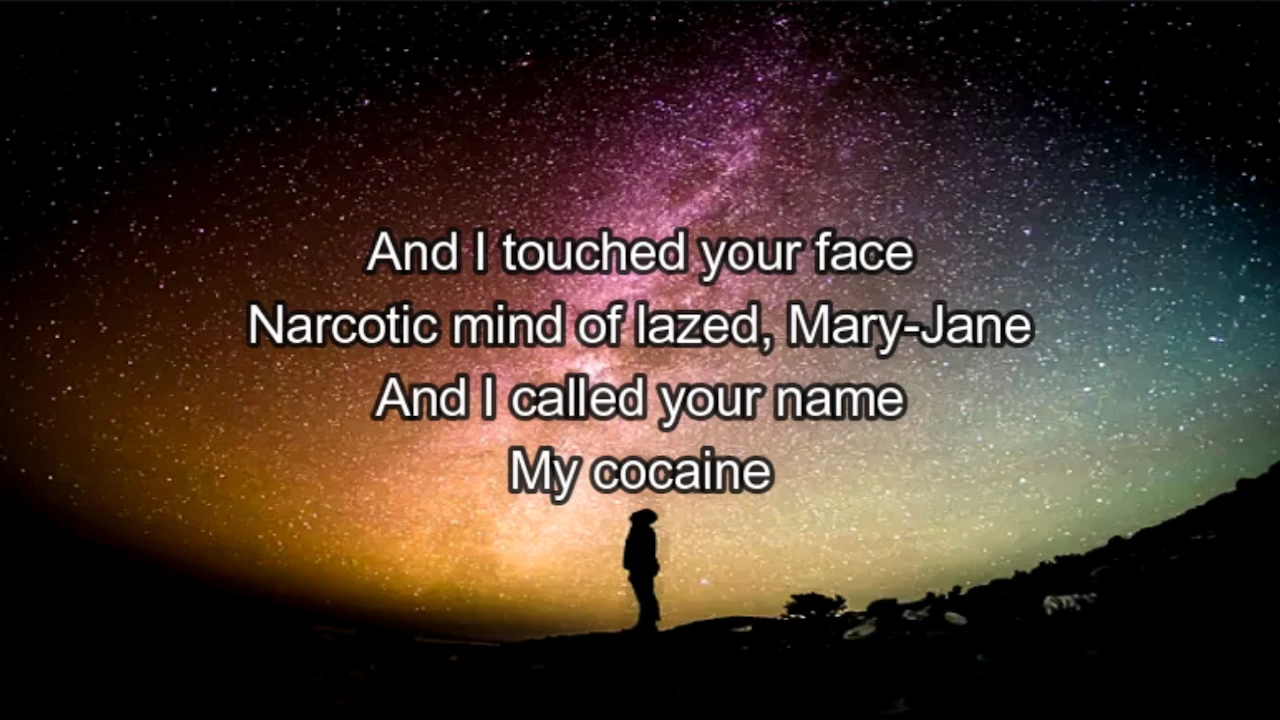 And I touched your face
Narcotic mind of lazed, Mary-Jane
And I called your name
My cocaine